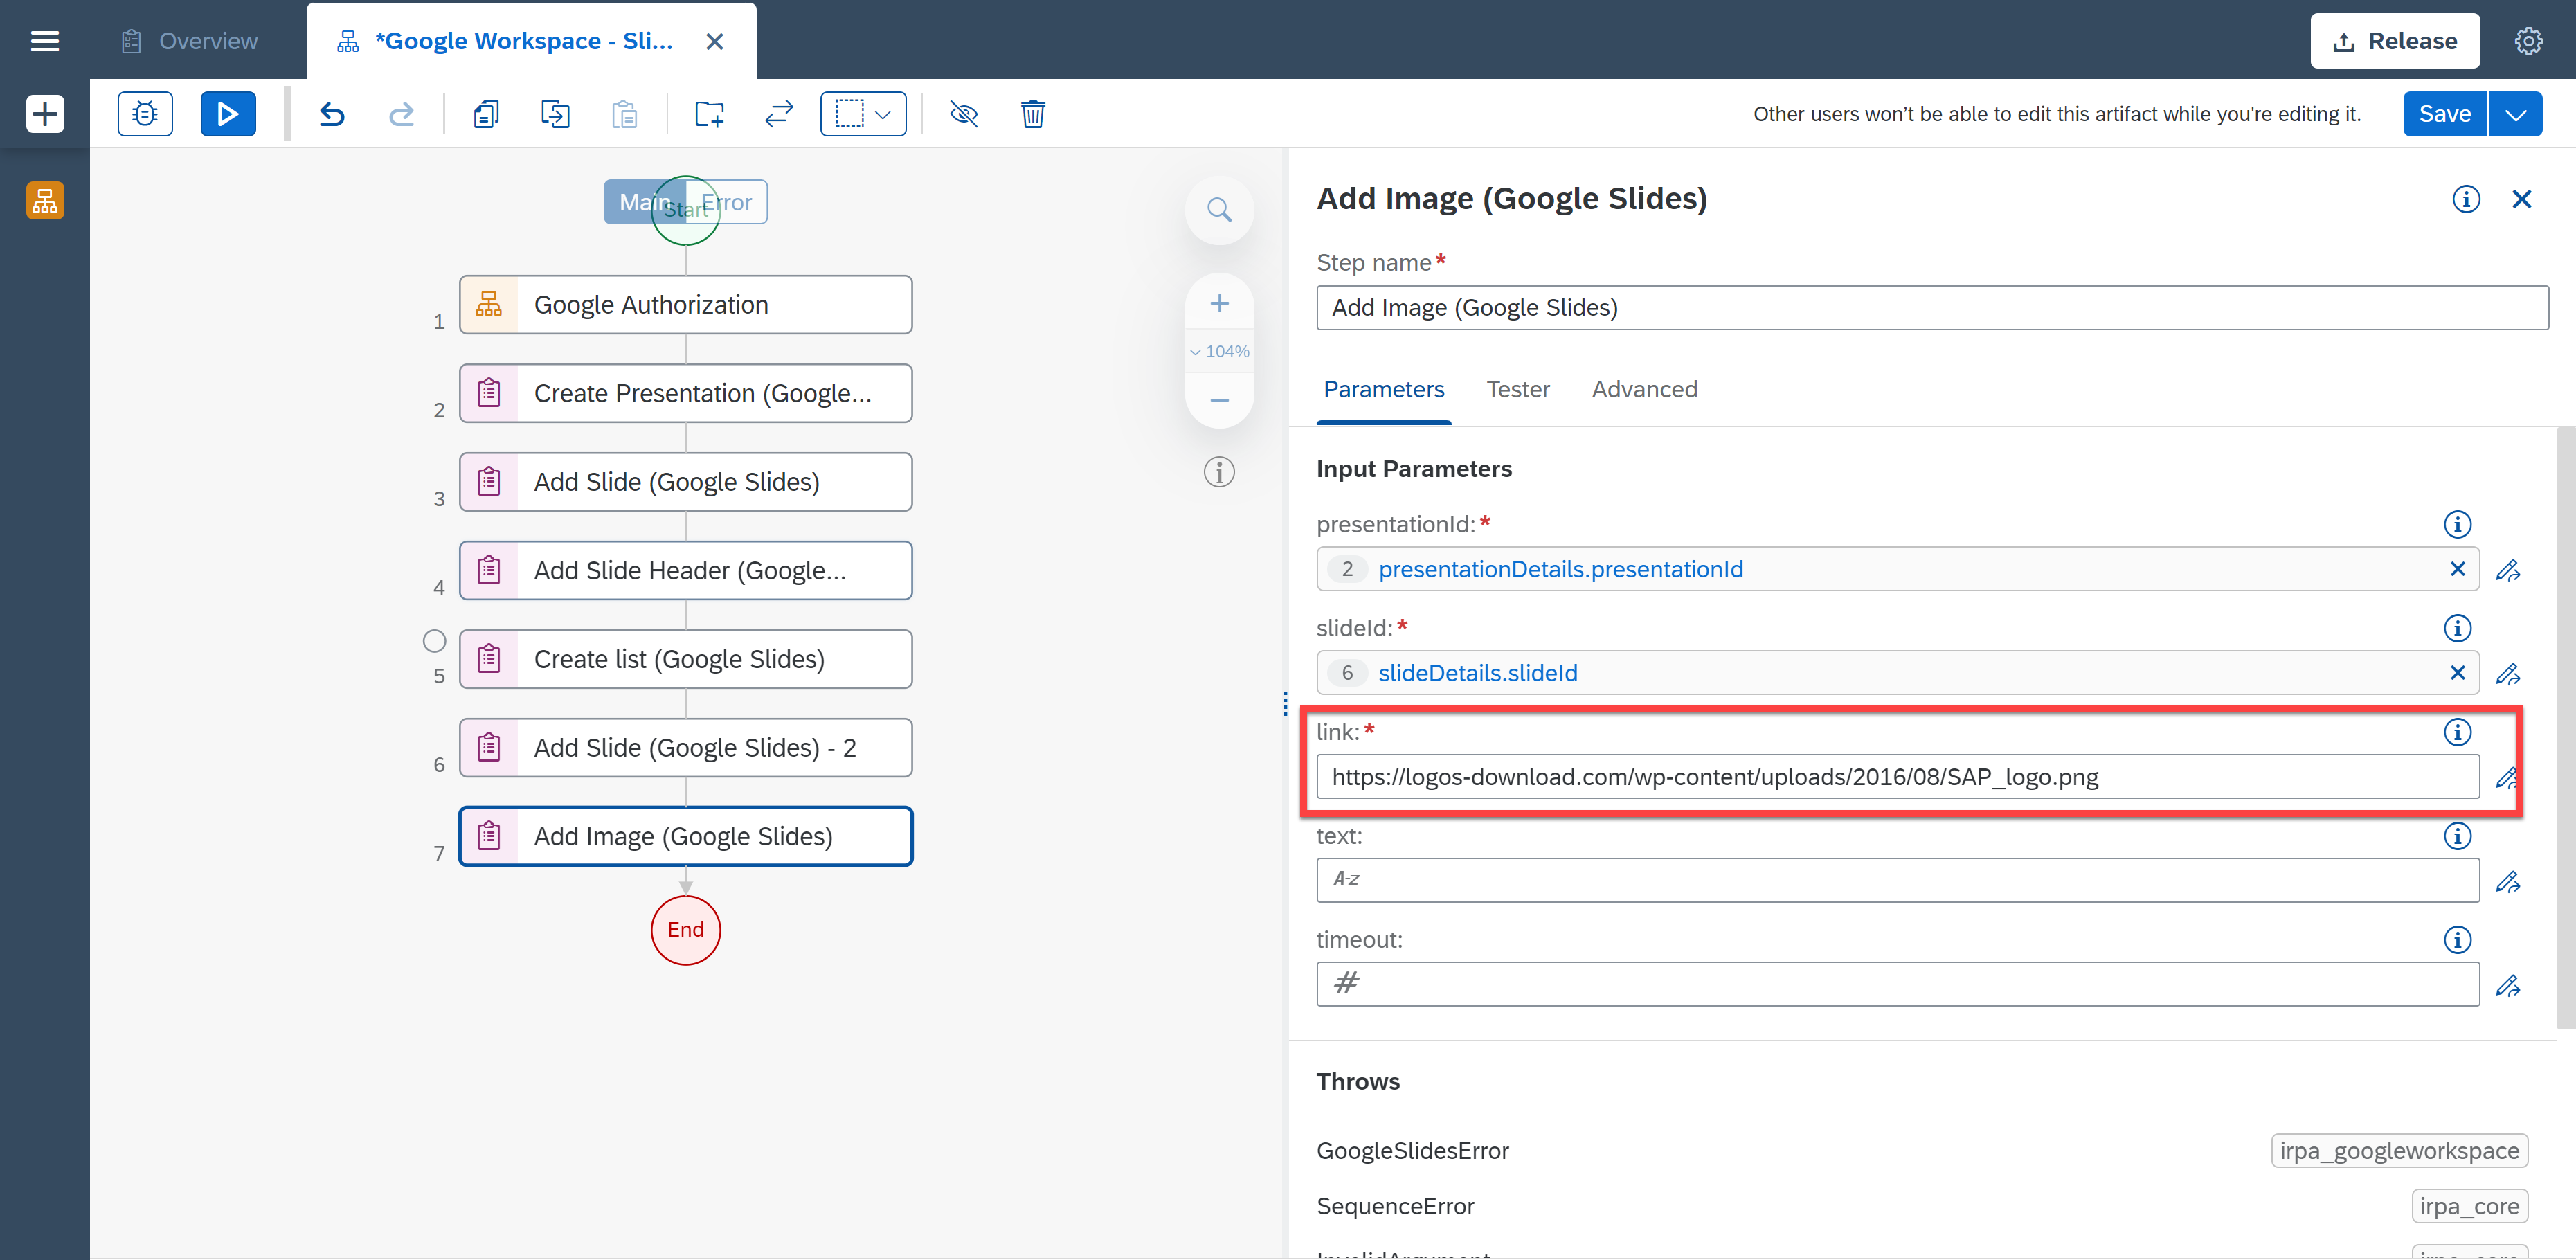 Overview
*Google Workspace - Sli...
Release
Other users won't be able to edit this artifact while you're editing it.
Save
Main
Error
Start
1
Google Authorization
2
Create Presentation (Google...
3
Add Slide (Google Slides)
4
Add Slide Header (Google...
5
Create list (Google Slides)
6
Add Slide (Google Slides) - 2
7
Add Image (Google Slides)
End
104%
Add Image (Google Slides)
Step name*
Add Image (Google Slides)
Parameters
Tester
Advanced
Input Parameters
presentationId:*
2 presentationDetails.presentationId
slideId:*
6 slideDetails.slideId
link:*
https://logos-download.com/wp-content/uploads/2016/08/SAP_logo.png
text:
A-z
timeout:
#
Throws
GoogleSlidesError
irpa_googleworkspace
SequenceError
irpa_core